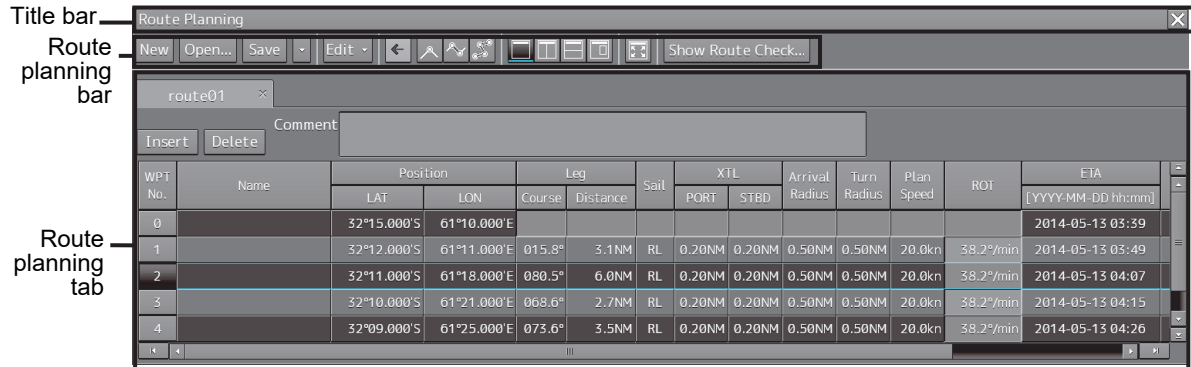 Title bar
Route Planning
Route planning bar
New Open... Save Edit Show Route Check...
route01
Insert Delete Comment
WPT No. Name Position Leg Sail XTL Arrival Radius Turn Radius Plan Speed ROT ETA
LAT LON Course Distance PORT STBD [YYYY-MM-DD hh:mm]
0 32°15.000'S 61°10.000'E 2014-05-13 03:39
Route planning tab
1 32°12.000'S 61°11.000'E 015.8° 3.1NM RL 0.20NM 0.20NM 0.50NM 0.50NM 20.0kn 38.2°/min 2014-05-13 03:49
2 32°11.000'S 61°18.000'E 080.5° 6.0NM RL 0.20NM 0.20NM 0.50NM 0.50NM 20.0kn 38.2°/min 2014-05-13 04:07
3 32°10.000'S 61°21.000'E 068.6° 2.7NM RL 0.20NM 0.20NM 0.50NM 0.50NM 20.0kn 38.2°/min 2014-05-13 04:15
4 32°09.000'S 61°25.000'E 073.6° 3.5NM RL 0.20NM 0.20NM 0.50NM 0.50NM 20.0kn 38.2°/min 2014-05-13 04:26